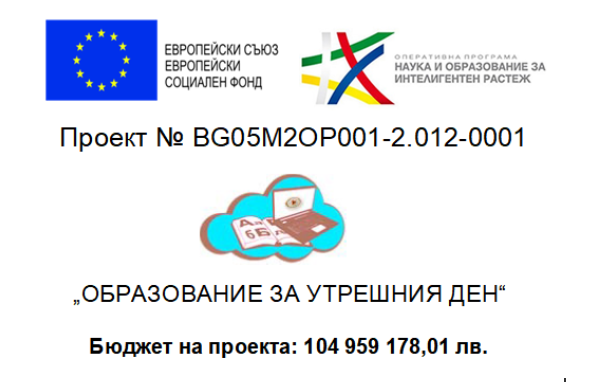 ЕВРОПЕЙСКИ СЪЮЗ
ЕВРОПЕЙСКИ
СОЦИАЛЕН ФОНД
ОПЕРАТИВНА ПРОГРАМА
НАУКА И ОБРАЗОВАНИЕ ЗА
ИНТЕЛИГЕНТЕН РАСТЕЖ
Проект № BG05M2OP001-2.012-0001
„ОБРАЗОВАНИЕ ЗА УТРЕШНИЯ ДЕН“
Бюджет на проекта: 104 959 178,01 лв.